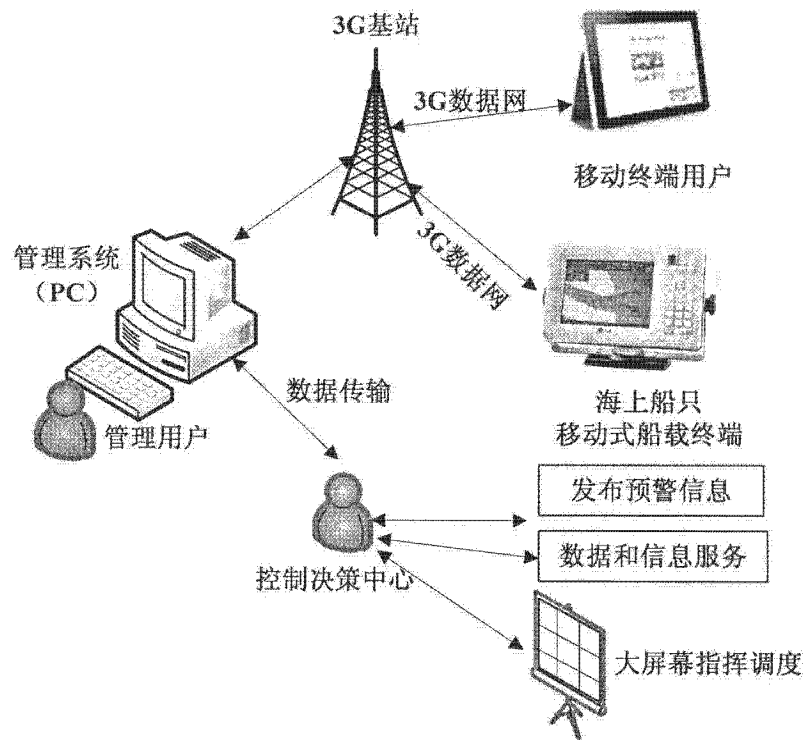 3G基站
3G数据网
移动终端用户
3G数据网
管理系统
（PC）
海上船只
移动式船载终端
数据传输
管理用户
发布预警信息
数据和信息服务
控制决策中心
大屏幕指挥调度